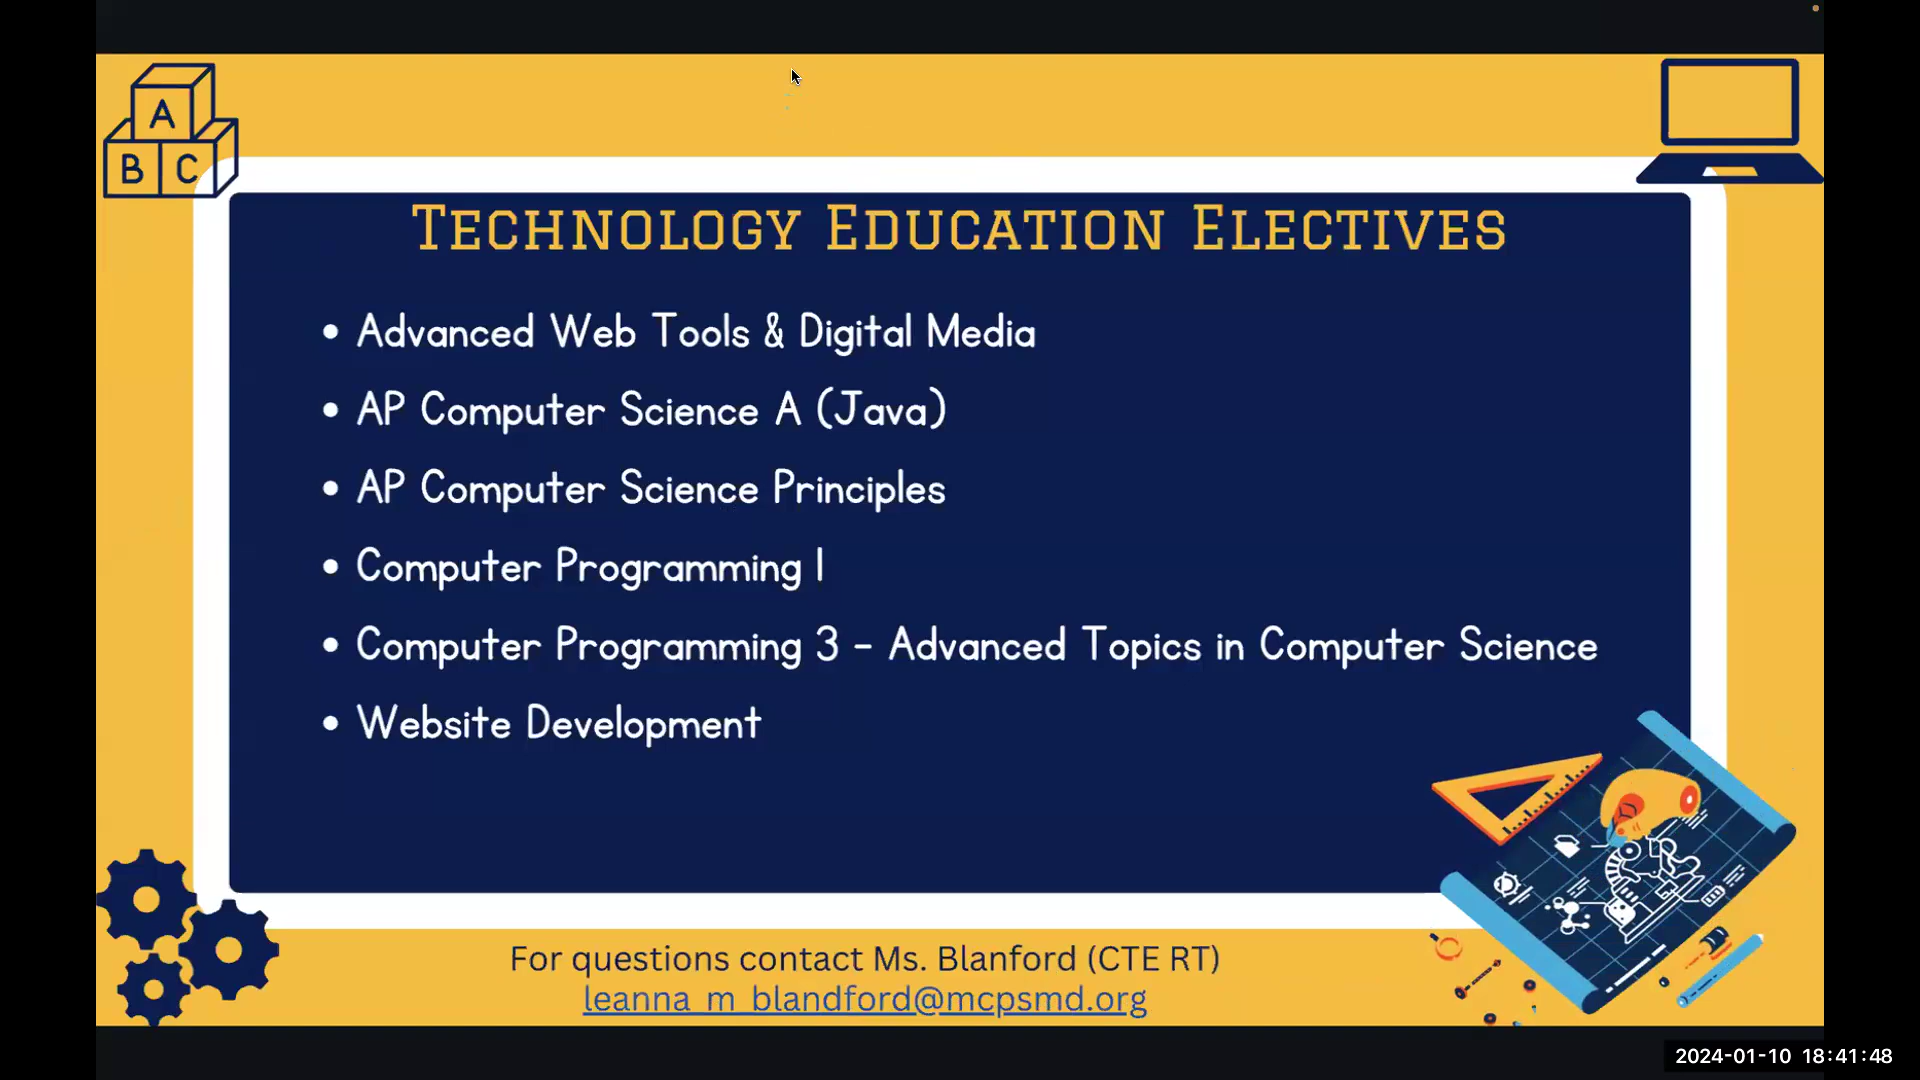 A
B C
Technology Education Electives
• Advanced Web Tools & Digital Media
• AP Computer Science A (Java)
• AP Computer Science Principles
• Computer Programming 1
• Computer Programming 3 - Advanced Topics in Computer Science
• Website Development
For questions contact Ms. Blanford (CTE RT)
leanna_m_blandford@mcpsmd.org
2024-01-10 18:41:48